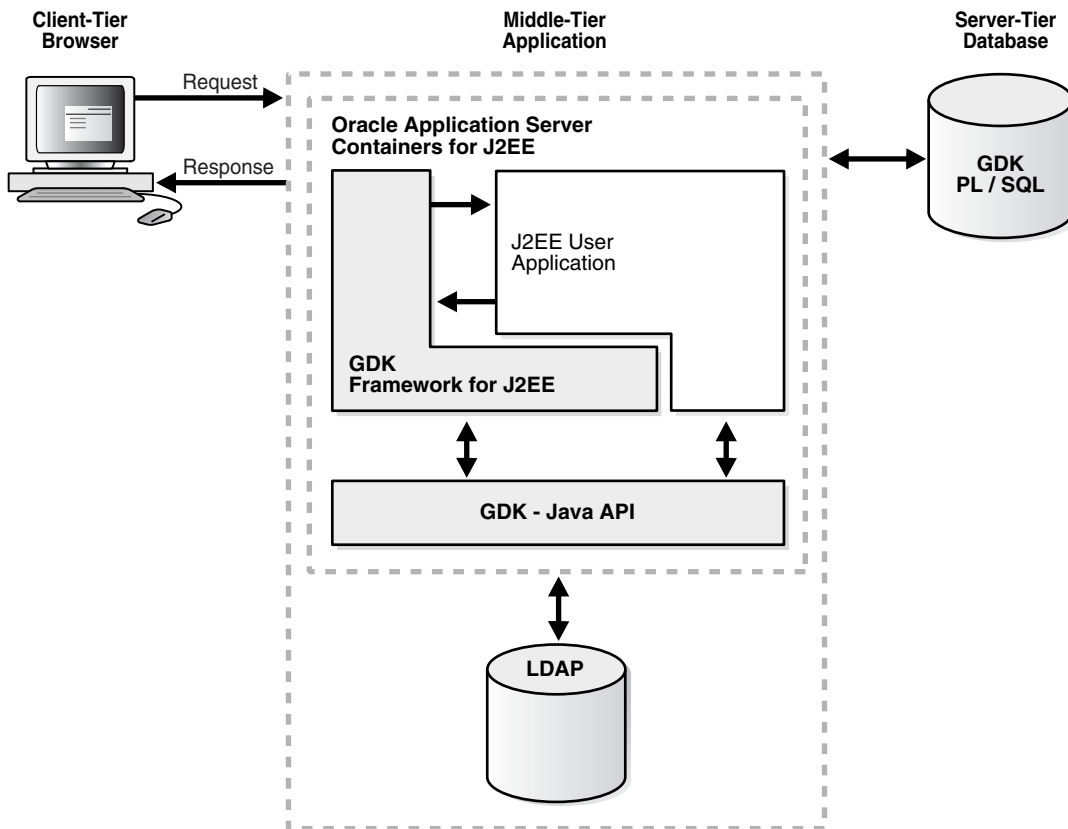 Client-Tier
Browser
Middle-Tier
Application
Server-Tier
Database
Request
Response
Oracle Application Server
Containers for J2EE
J2EE User
Application
GDK
Framework for J2EE
GDK - Java API
LDAP
GDK
PL / SQL